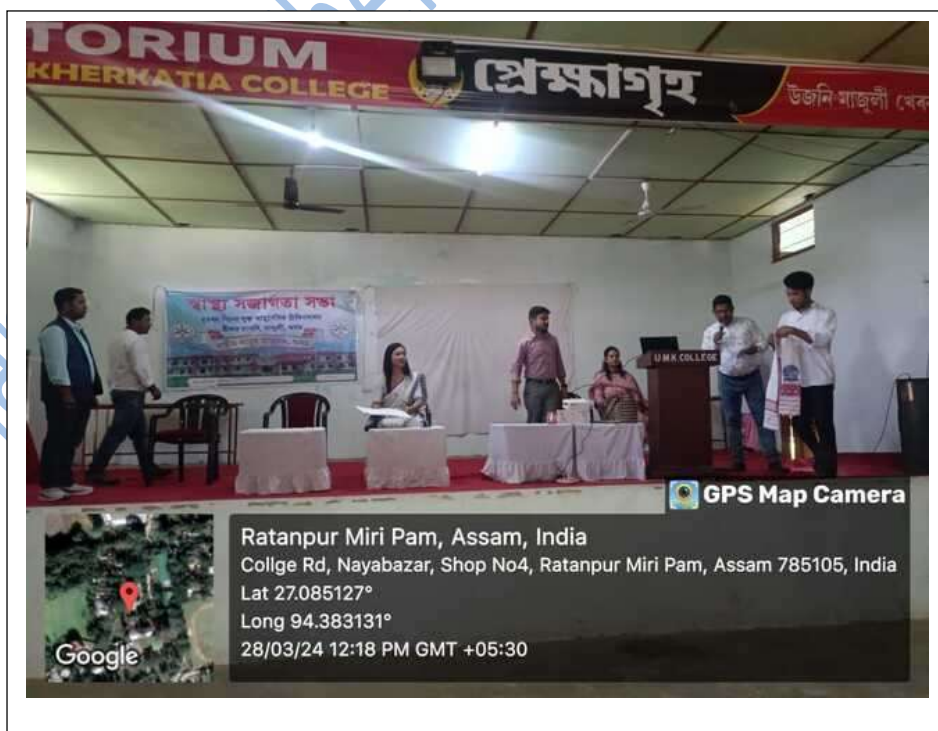 TORIUM
KHERKATIA COLLEGE
প্ৰেক্ষাগৃহ
উজনি মাজুলী খেৰক
স্বাস্থ্য সজাগতা সভা
U.M.K.COLLEGE
GPS Map Camera
Ratanpur Miri Pam, Assam, India
Collge Rd, Nayabazar, Shop No4, Ratanpur Miri Pam, Assam 785105, India
Lat 27.085127°
Long 94.383131°
28/03/24 12:18 PM GMT +05:30
Google